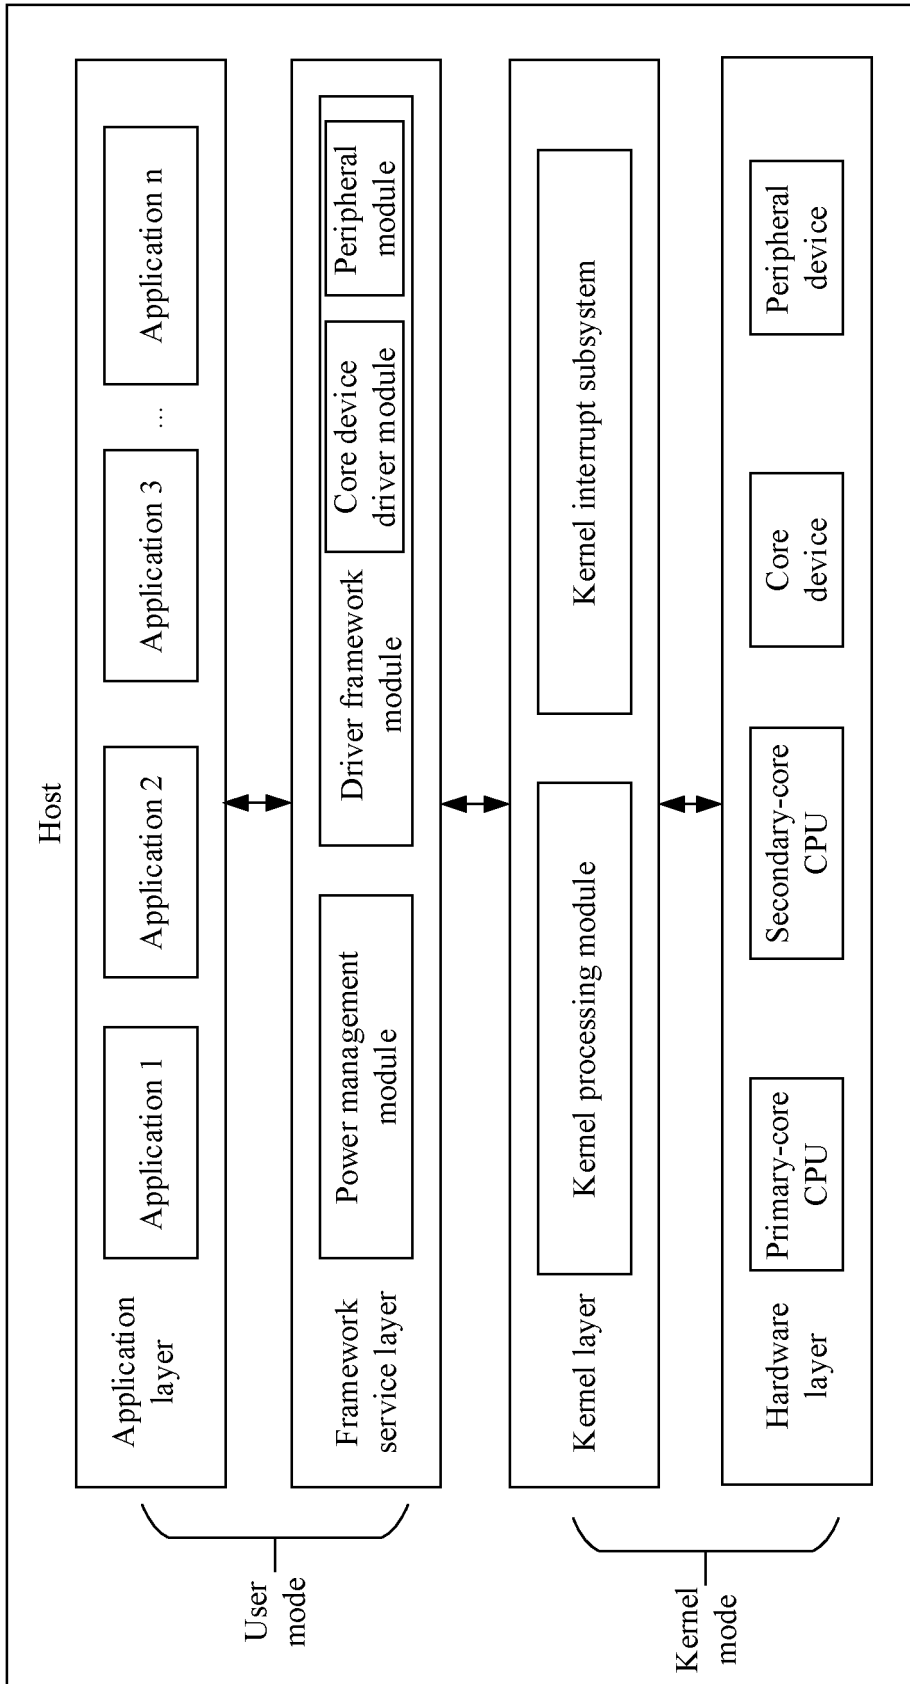 Host
Application
layer
Application 1
Application 2
Application 3
...
Application n
Framework
service layer
Power management
module
Driver framework
module
Core device
driver module
Peripheral
module
User
mode
Kernel layer
Kernel processing module
Kernel interrupt subsystem
Hardware
layer
Primary-core
CPU
Secondary-core
CPU
Core
device
Peripheral
device
Kernel
mode